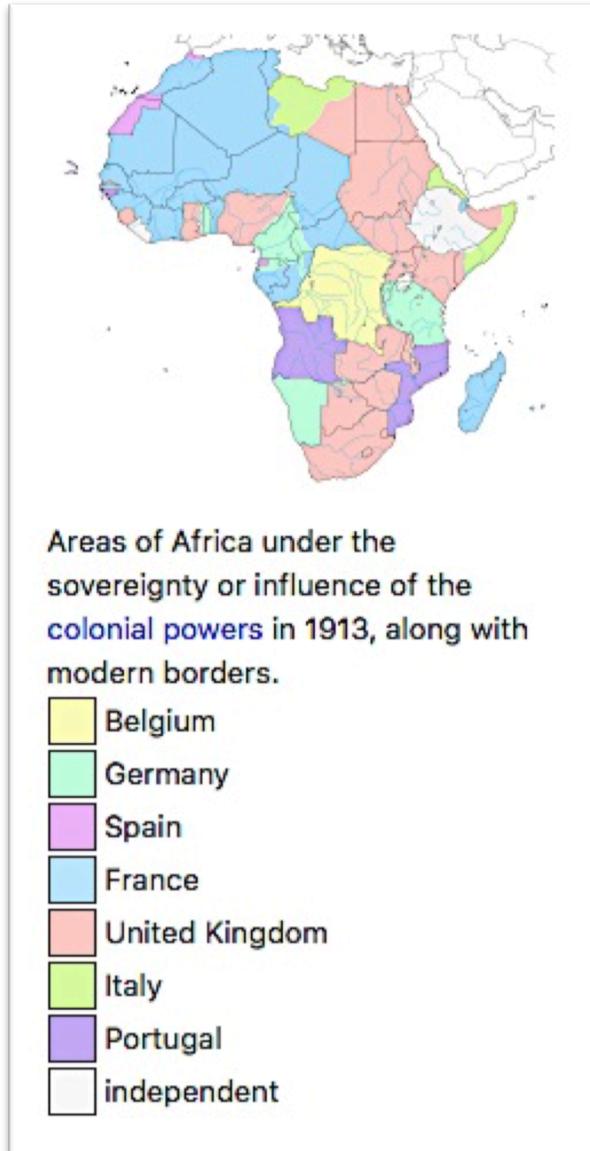 Areas of Africa under the
sovereignty or influence of the
colonial powers in 1913, along with
modern borders.
Belgium
Germany
Spain
France
United Kingdom
Italy
Portugal
independent